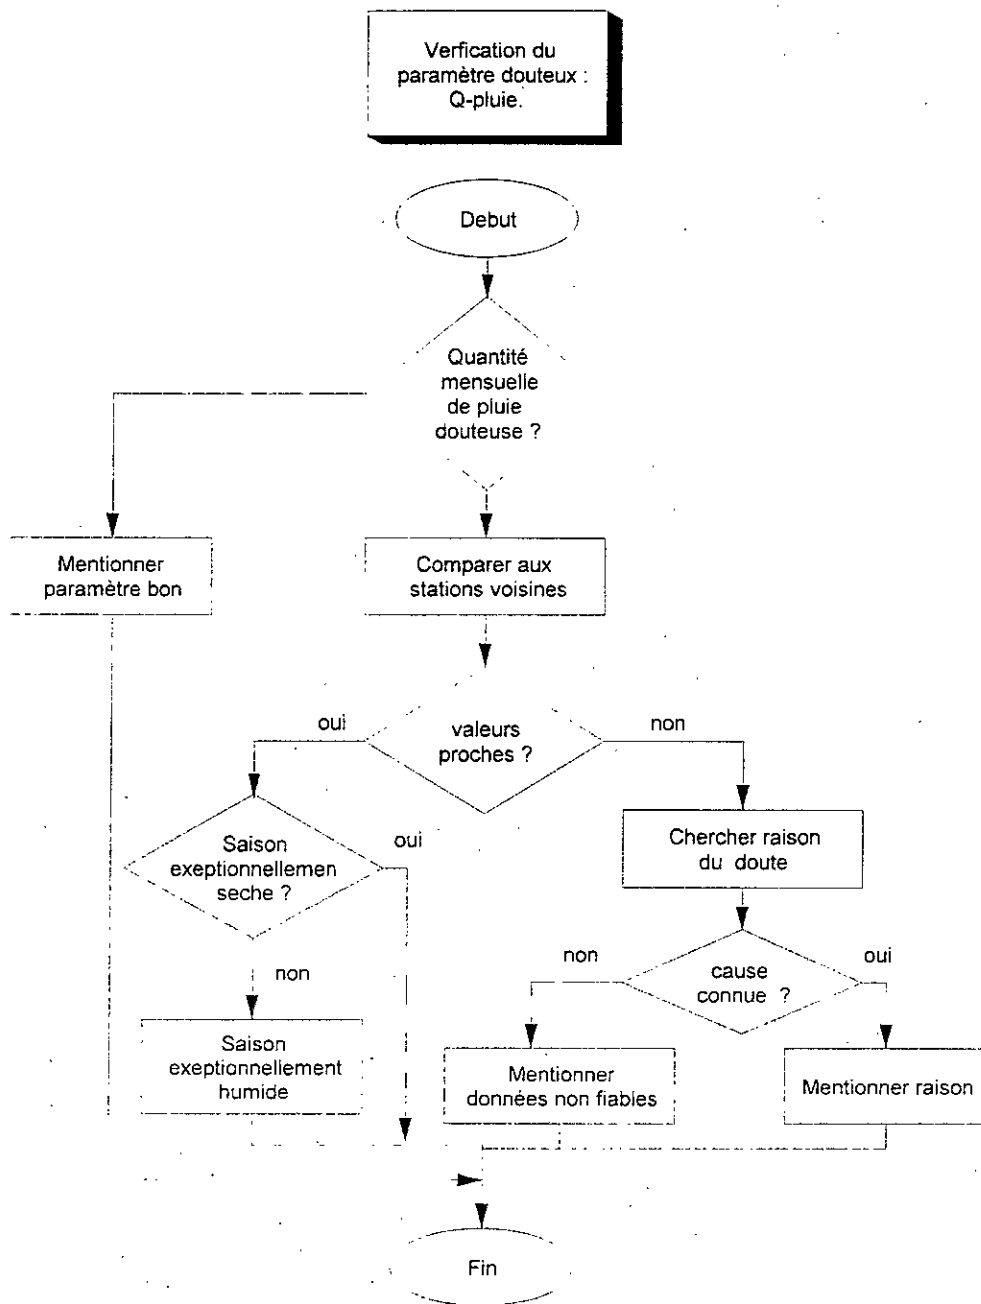 Verfication du
paramètre douteux :
Q-pluie.
Debut
Quantité
mensuelle
de pluie
douteuse ?
Mentionner
paramètre bon
Comparer aux
stations voisines
oui
valeurs
proches ?
non
Saison
exeptionnellemen
seche ?
oui
Chercher raison
du doute
non
Saison
exeptionnellement
humide
non
cause
connue ?
oui
Mentionner
données non fiables
Mentionner raison
Fin